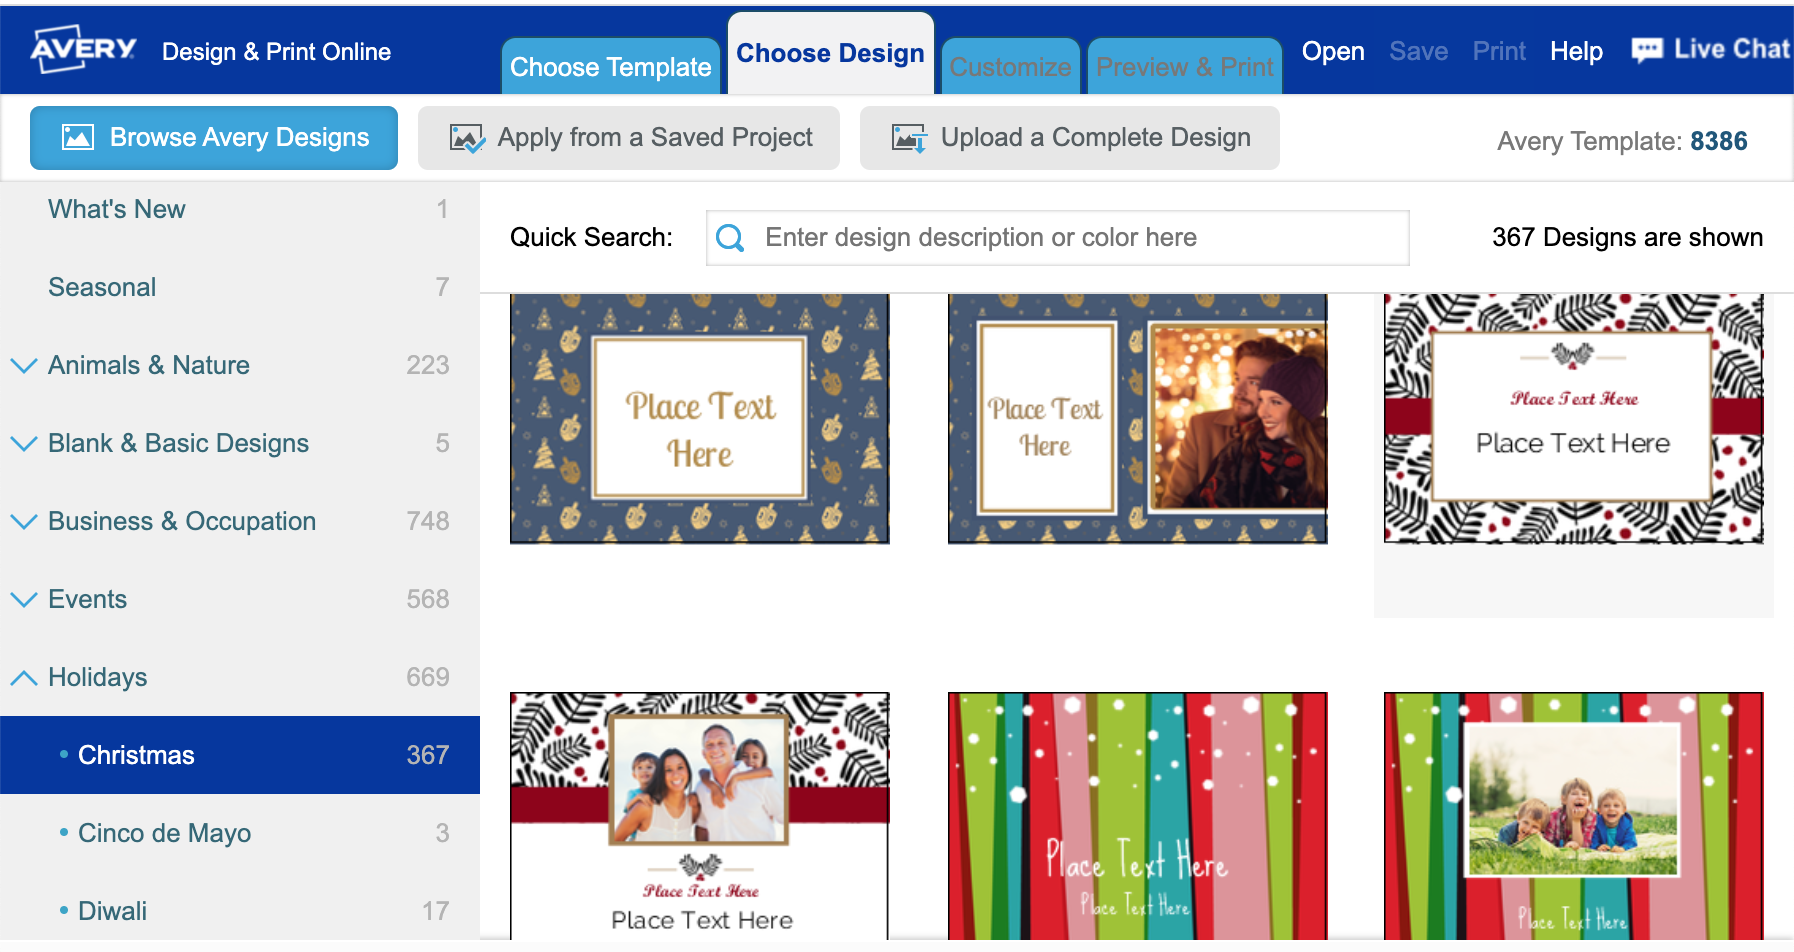 AVERY
Design & Print Online
Choose Template
Choose Design
Customize
Preview & Print
Open
Save
Print
Help
Live Chat
Browse Avery Designs
Apply from a Saved Project
Upload a Complete Design
Avery Template: 8386
What's New 1
Seasonal 7
Animals & Nature 223
Blank & Basic Designs 5
Business & Occupation 748
Events 568
Holidays 669
• Christmas 367
• Cinco de Mayo 3
• Diwali 17
Quick Search:
Enter design description or color here
367 Designs are shown
Place Text
Here
Place Text
Here
Place Text Here
Place Text Here
Place Text Here
Place Text Here
Place Text Here
Place Text Here
Place Text Here